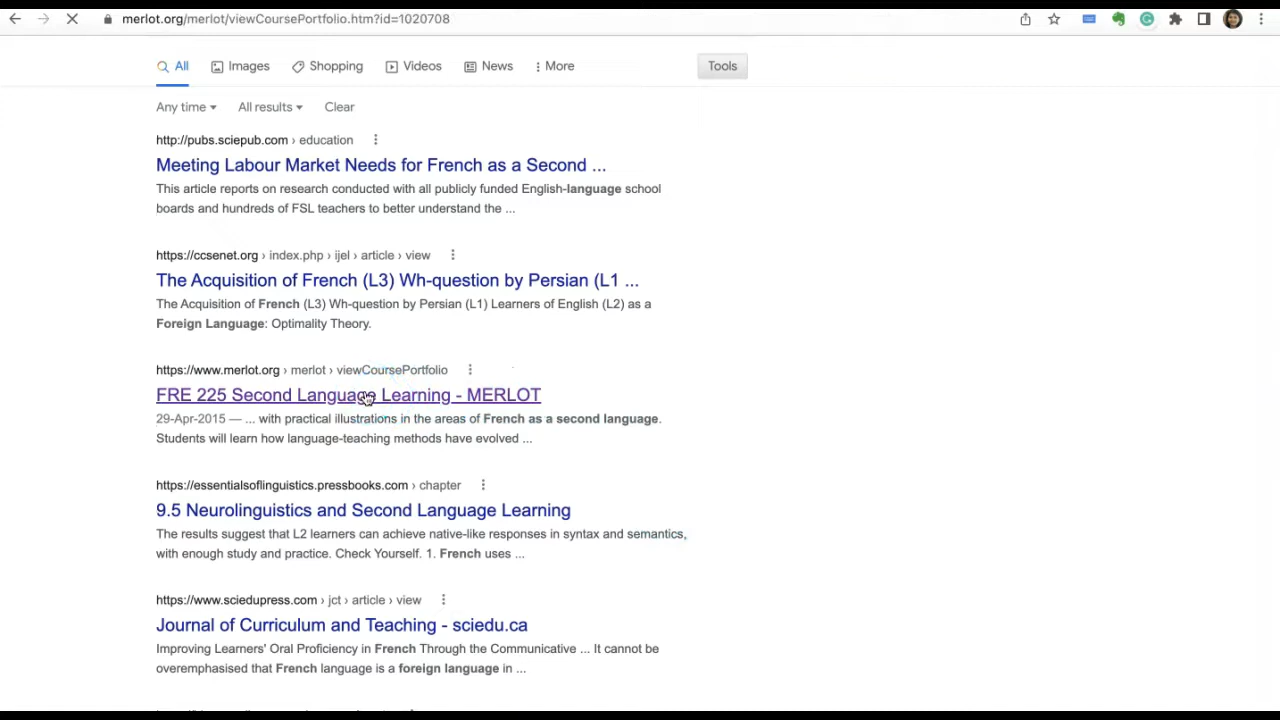 merlot.org/merlot/viewCoursePortfolio.htm?id=1020708
All Images Shopping Videos News More Tools
Any time All results Clear
http://pubs.sciepub.com › education
Meeting Labour Market Needs for French as a Second ...
This article reports on research conducted with all publicly funded English-language school
boards and hundreds of FSL teachers to better understand the ...
https://ccsenet.org › index.php › ijel › article › view
The Acquisition of French (L3) Wh-question by Persian (L1 ...
The Acquisition of French (L3) Wh-question by Persian (L1) Learners of English (L2) as a
Foreign Language: Optimality Theory.
https://www.merlot.org › merlot › viewCoursePortfolio
FRE 225 Second Language Learning - MERLOT
29-Apr-2015 — ... with practical illustrations in the areas of French as a second language.
Students will learn how language-teaching methods have evolved ...
https://essentialsoflinguistics.pressbooks.com › chapter
9.5 Neurolinguistics and Second Language Learning
The results suggest that L2 learners can achieve native-like responses in syntax and semantics,
with enough study and practice. Check Yourself. 1. French uses ...
https://www.sciedupress.com › jct › article › view
Journal of Curriculum and Teaching - sciedu.ca
Improving Learners' Oral Proficiency in French Through the Communicative ... It cannot be
overemphasised that French language is a foreign language in ...